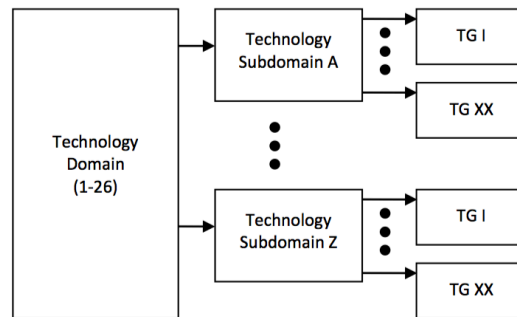 Technology
Domain
(1-26)
Technology
Subdomain A
TG I
TG XX
Technology
Subdomain Z
TG I
TG XX